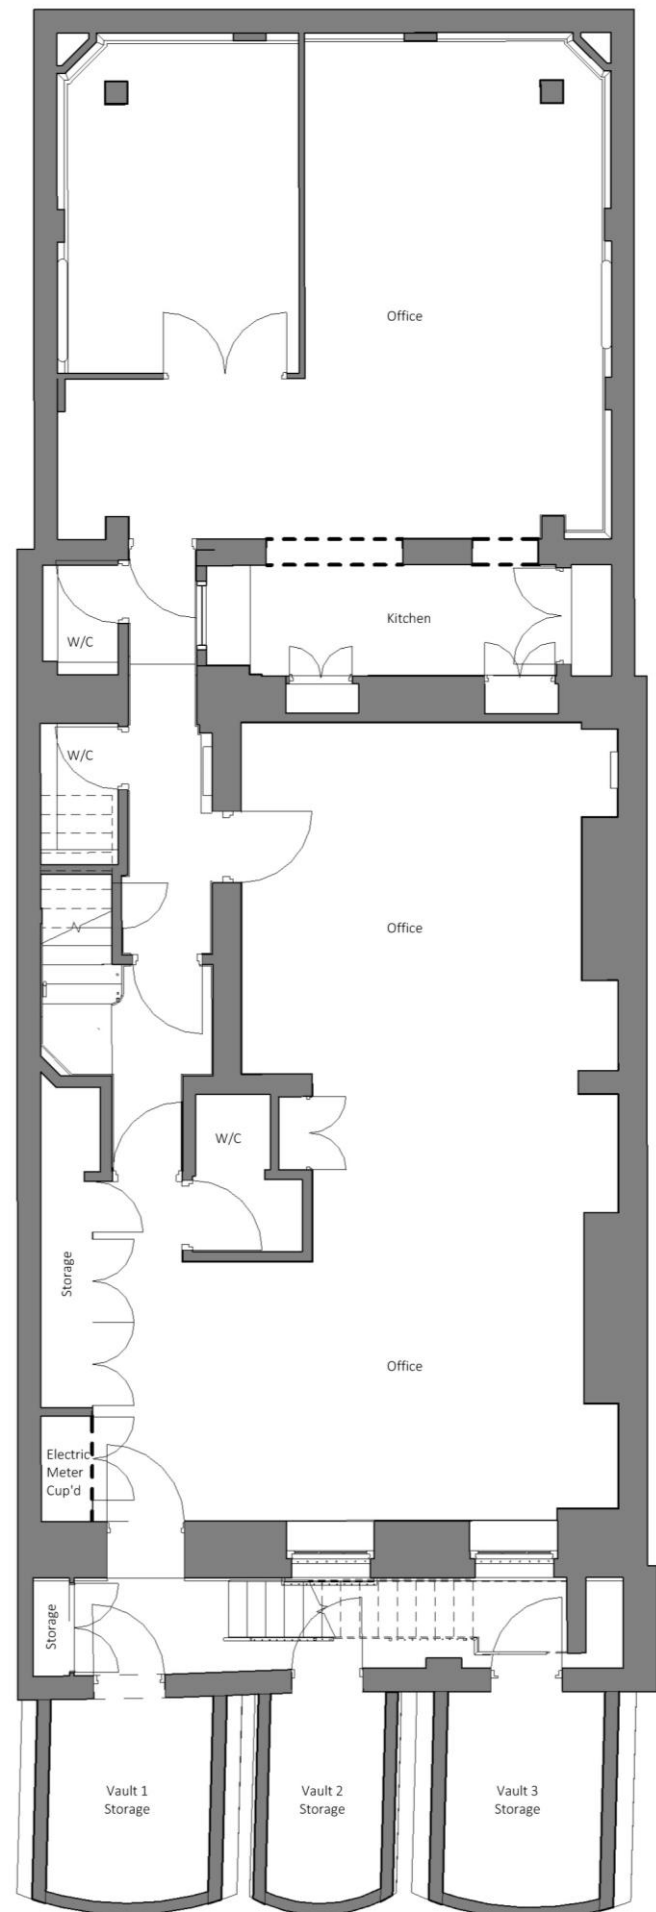 Office
Kitchen
W/C
W/C
Office
W/C
Storage
Office
Electric
Meter
Cup'd
Storage
Vault 1
Storage
Vault 2
Storage
Vault 3
Storage